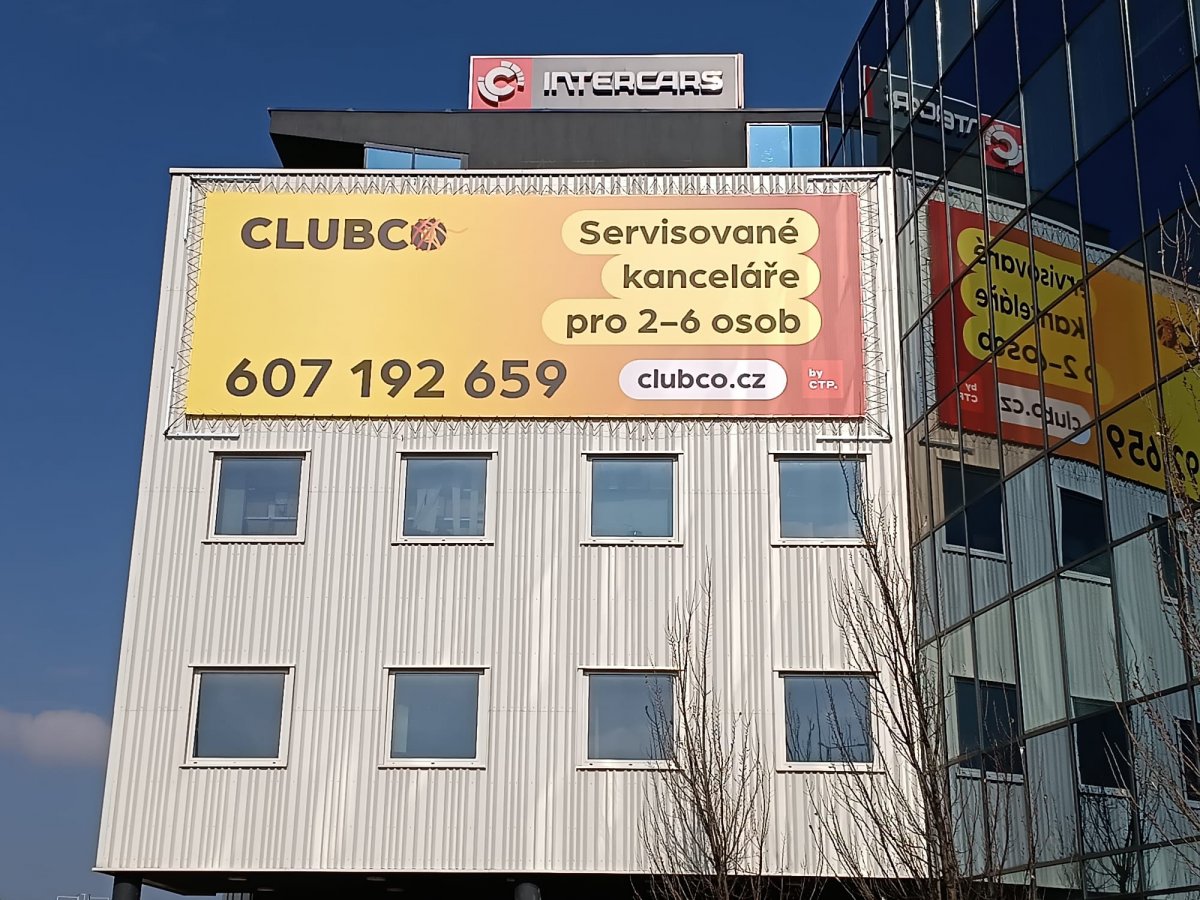 INTERCARS
CLUBCO
Servisované
kanceláře
pro 2–6 osob
607 192 659
clubco.cz
by
CTP.